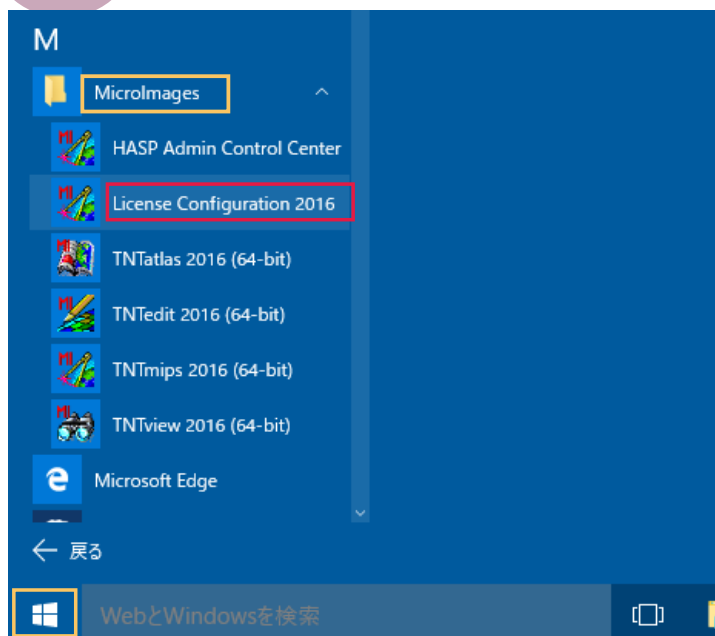 M
MicroImages
HASP Admin Control Center
License Configuration 2016
TNTatlas 2016 (64-bit)
TNTedit 2016 (64-bit)
TNTmips 2016 (64-bit)
TNTview 2016 (64-bit)
Microsoft Edge
戻る
WebとWindowsを検索